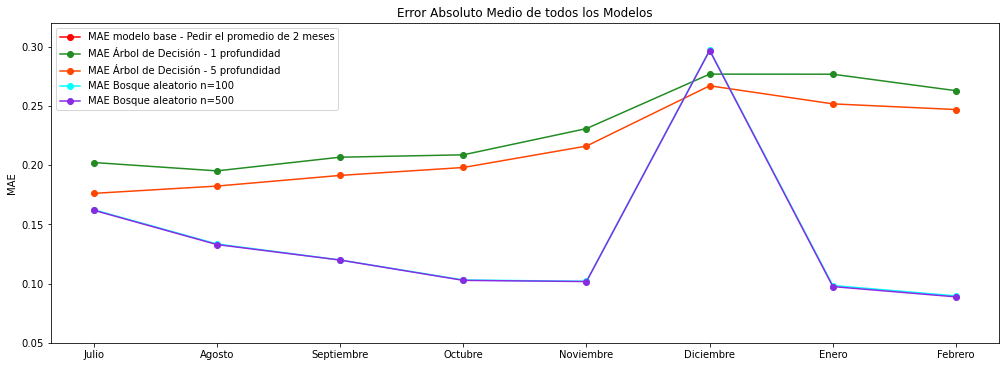 Error Absoluto Medio de todos los Modelos
MAE modelo base - Pedir el promedio de 2 meses
MAE Árbol de Decisión - 1 profundidad
MAE Árbol de Decisión - 5 profundidad
MAE Bosque aleatorio n=100
MAE Bosque aleatorio n=500
MAE
0.30
0.25
0.20
0.15
0.10
0.05
Julio
Agosto
Septiembre
Octubre
Noviembre
Diciembre
Enero
Febrero